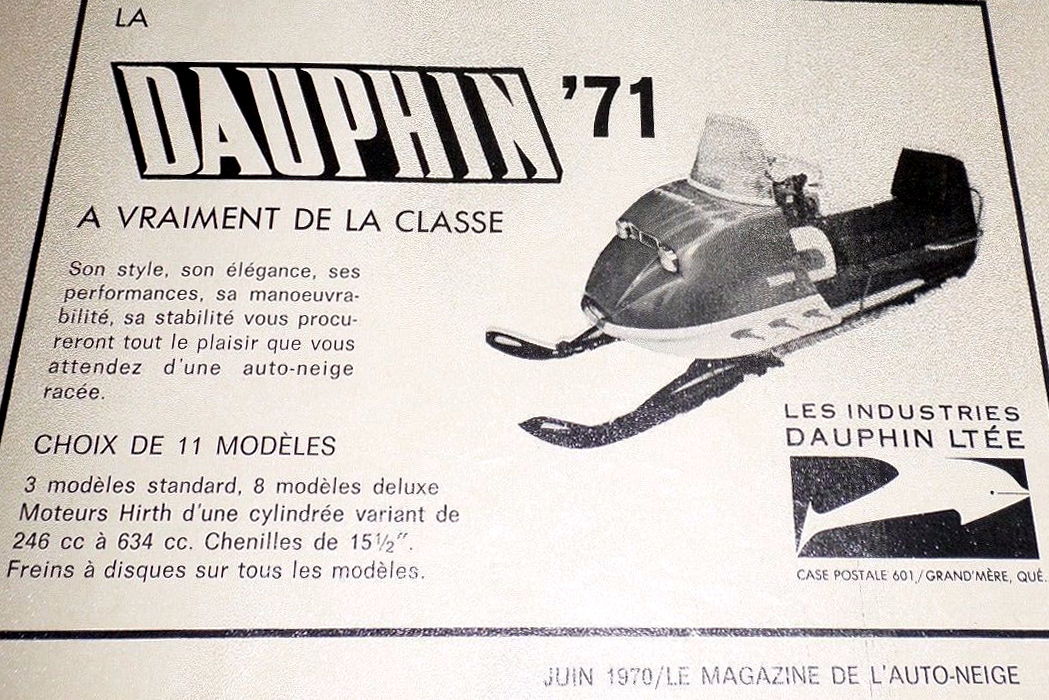 LA
DAUPHIN '71
A VRAIMENT DE LA CLASSE
Son style, son élégance, ses
performances, sa manoeuvra-
bilité, sa stabilité vous procu-
reront tout le plaisir que vous
attendez d'une auto-neige
racée.
CHOIX DE 11 MODÈLES
3 modèles standard, 8 modèles deluxe
Moteurs Hirth d'une cylindrée variant de
246 cc à 634 cc. Chenilles de 15½".
Freins à disques sur tous les modèles.
LES INDUSTRIES
DAUPHIN LTÉE
CASE POSTALE 601/GRAND'MÈRE, QUÉ.
JUIN 1970/LE MAGAZINE DE L'AUTO-NEIGE